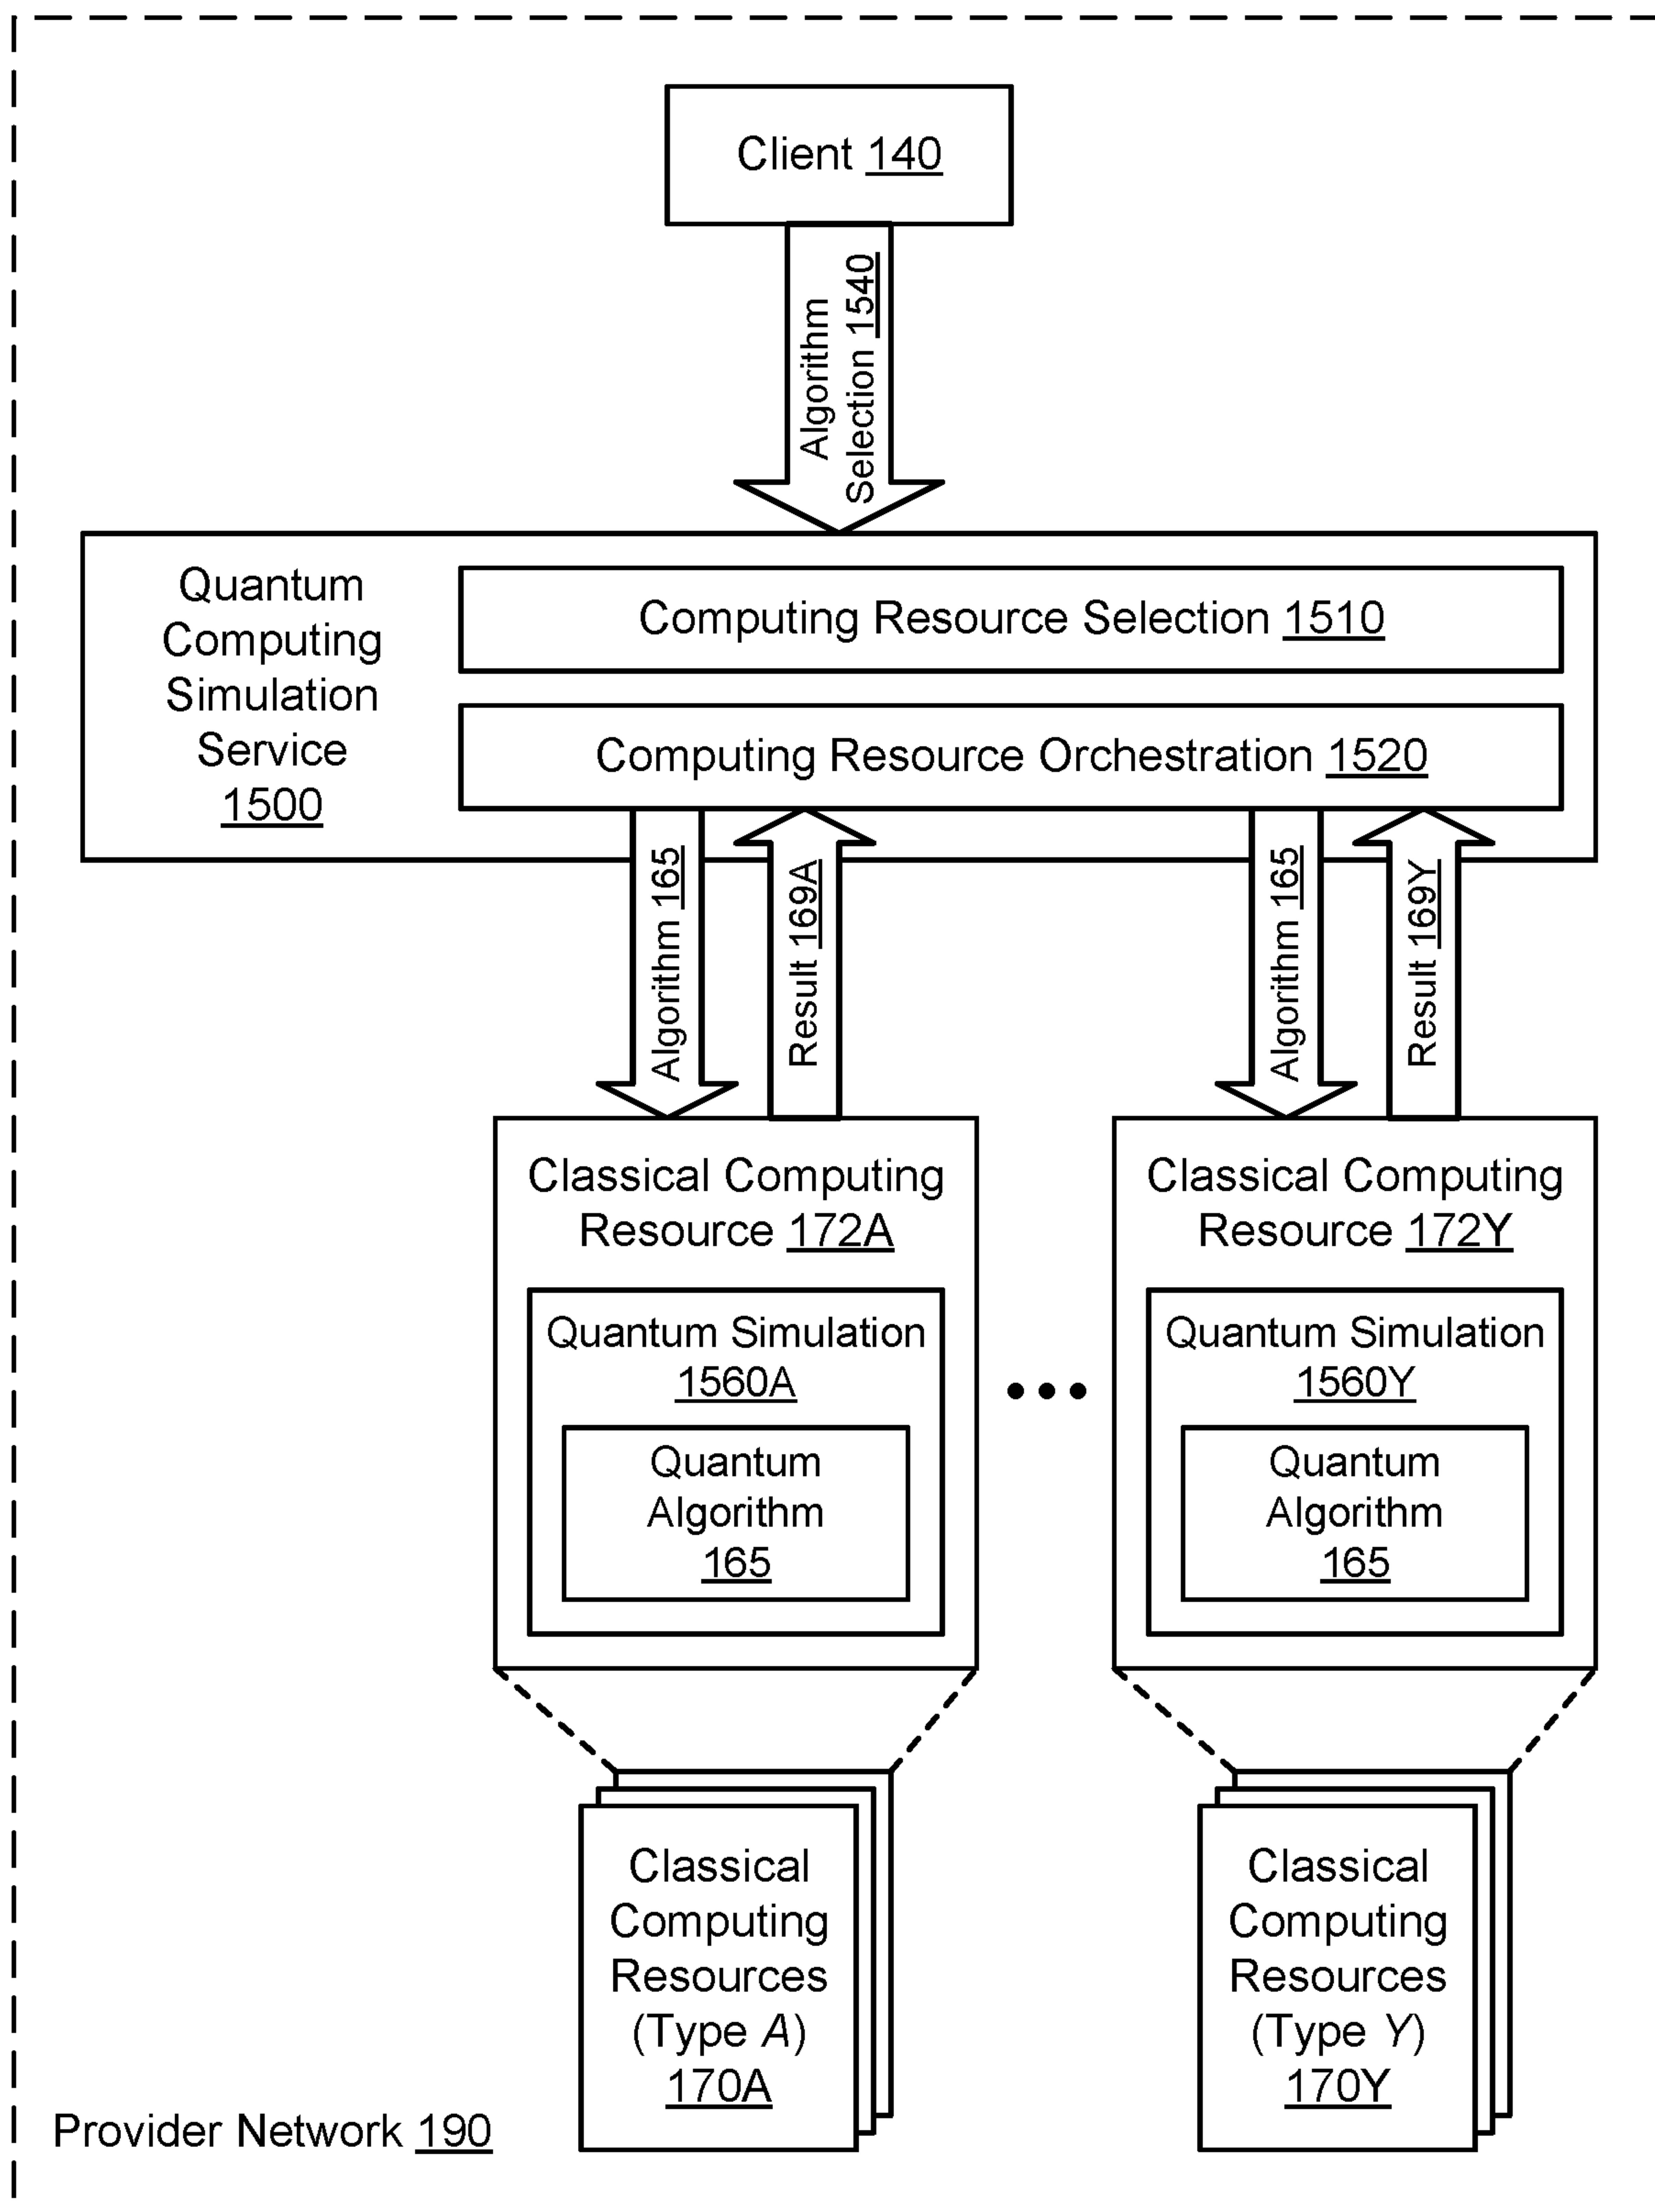 Client 140
Algorithm
Selection 1540
Quantum
Computing
Simulation
Service
1500
Computing Resource Selection 1510
Computing Resource Orchestration 1520
Algorithm 165
Result 169A
Algorithm 165
Result 169Y
Classical Computing
Resource 172A
Quantum Simulation
1560A
Quantum
Algorithm
165
Classical Computing
Resource 172Y
Quantum Simulation
1560Y
Quantum
Algorithm
165
Classical
Computing
Resources
(Type A)
170A
Classical
Computing
Resources
(Type Y)
170Y
Provider Network 190